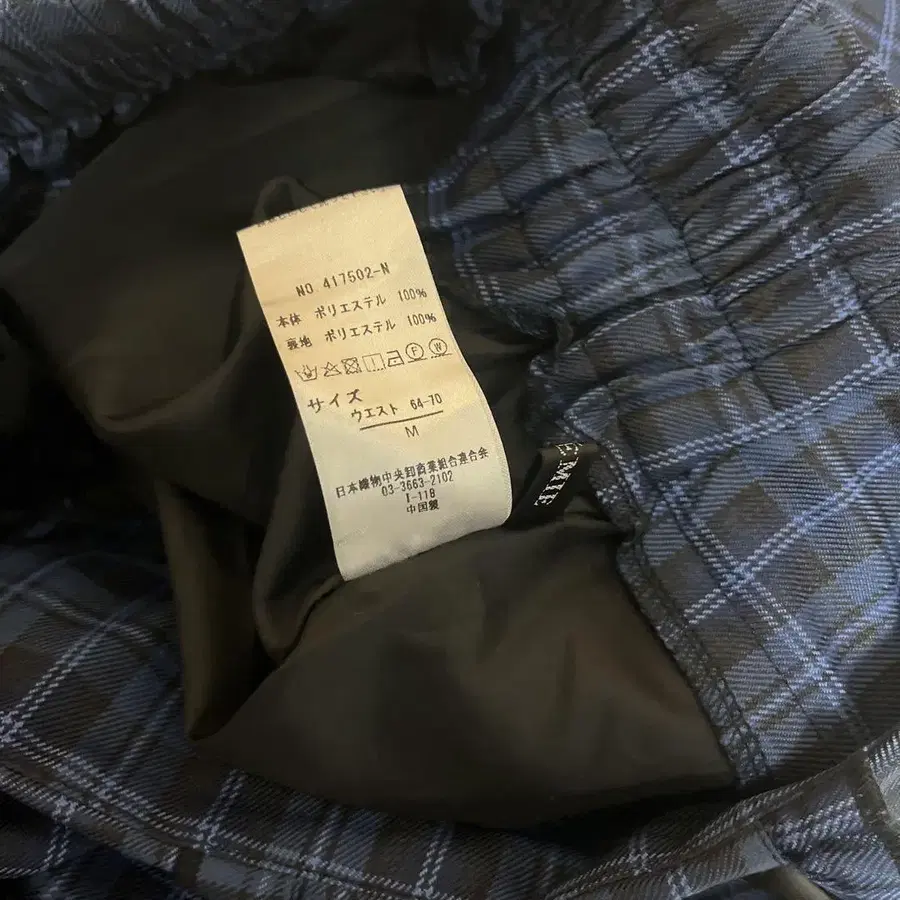 NO 417502-N
本体 ポリエステル 100%
裏地 ポリエステル 100%
F W
サイズ
ウエスト 64-70
M
日本織物中央卸商業組合連合会
03-3663-2102
I-118
中国製
E MIE